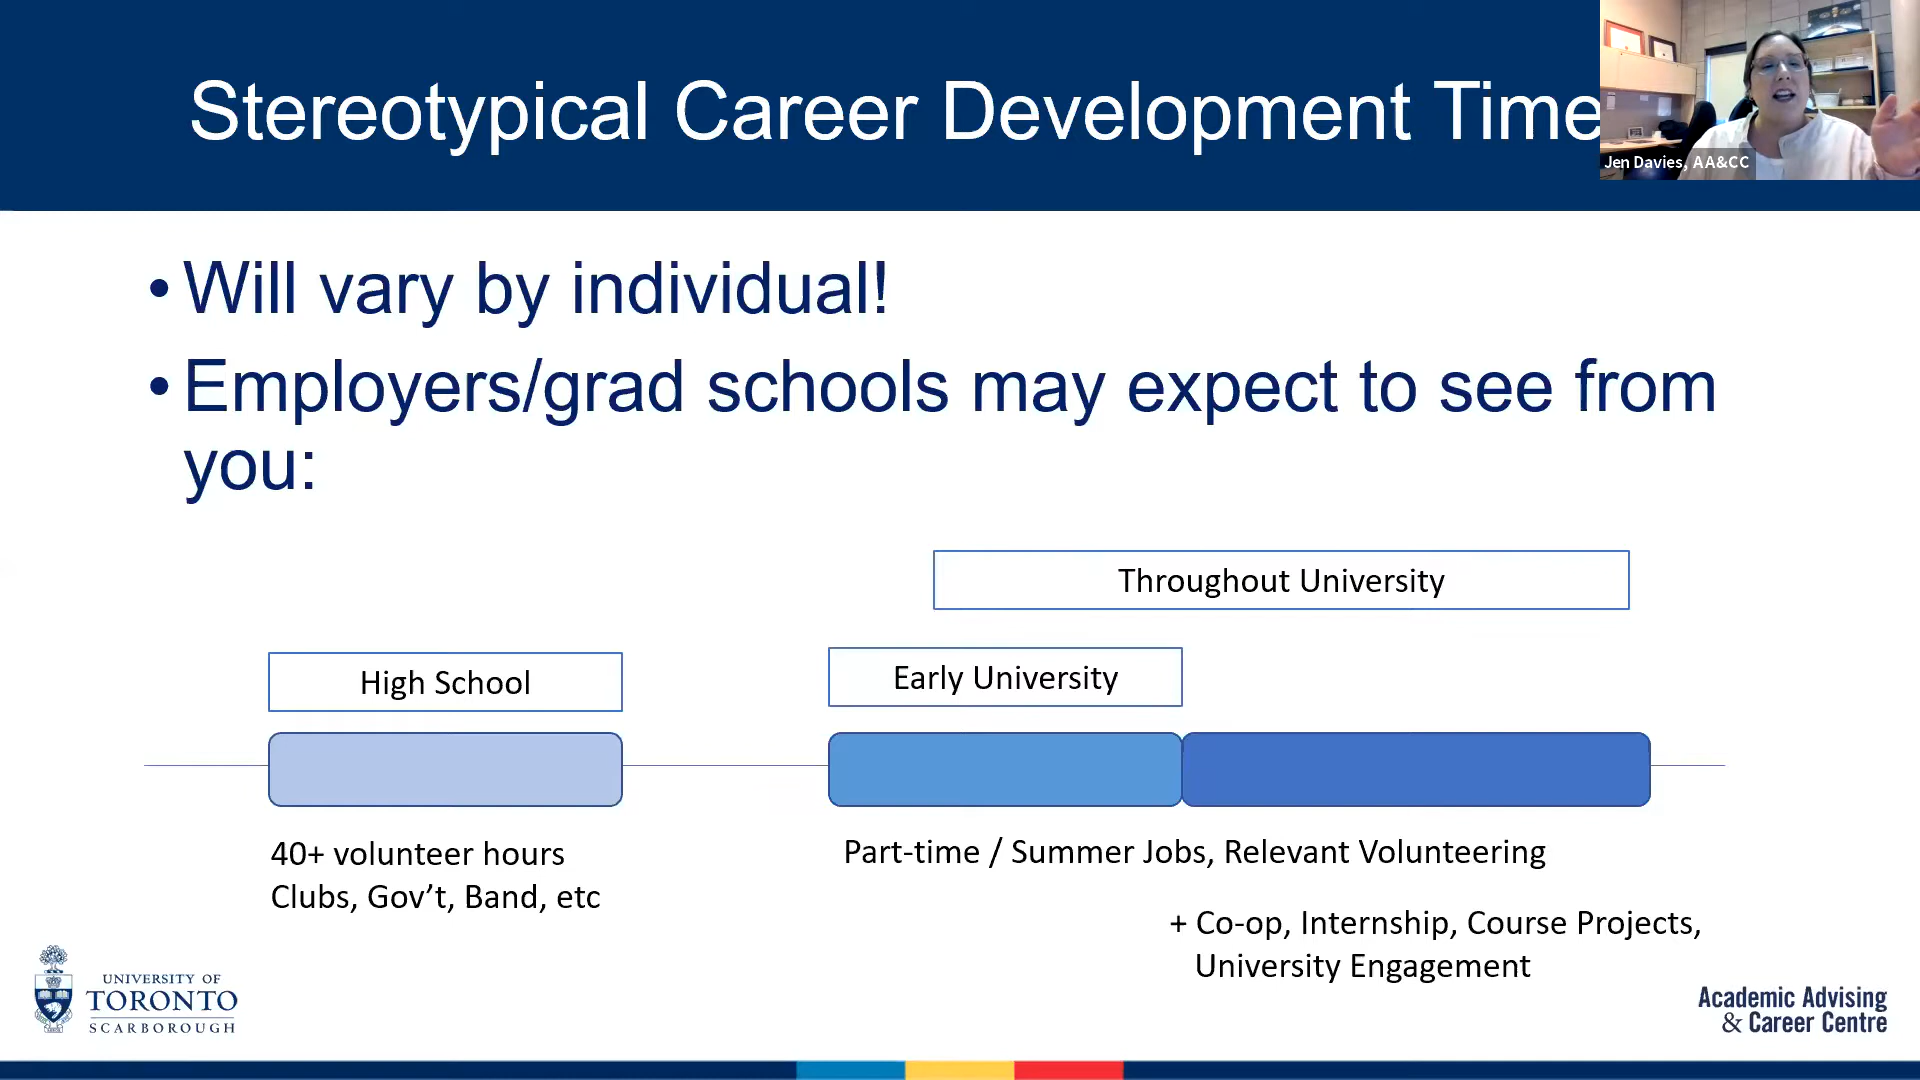 Stereotypical Career Development Time
Jen Davies, AA&CC
• Will vary by individual!
• Employers/grad schools may expect to see from
you:
Throughout University
High School
Early University
40+ volunteer hours
Clubs, Gov’t, Band, etc
Part-time / Summer Jobs, Relevant Volunteering
+ Co-op, Internship, Course Projects,
University Engagement
UNIVERSITY OF
TORONTO
SCARBOROUGH
Academic Advising
& Career Centre